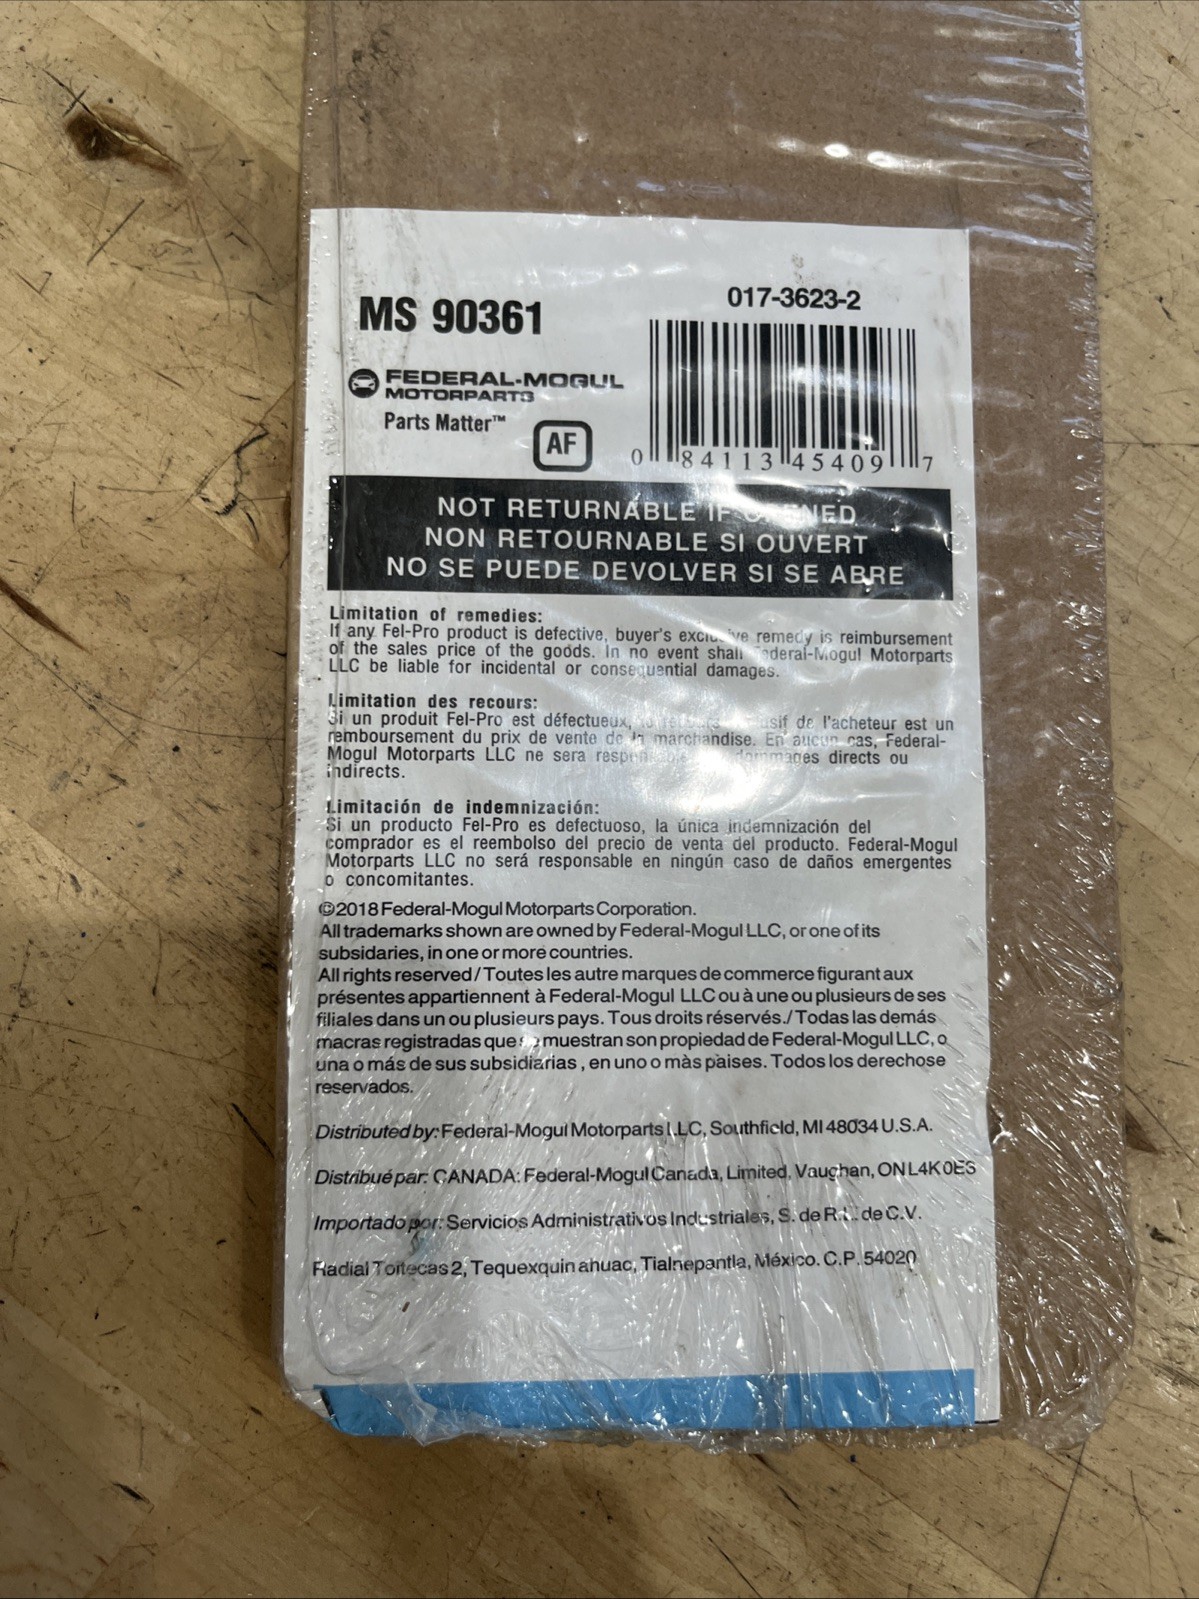 MS 90361
017-3623-2
FEDERAL-MOGUL
MOTORPARTS
Parts Matter™
AF
0 84113 45409 7
NOT RETURNABLE IF OPENED
NON RETOURNABLE SI OUVERT
NO SE PUEDE DEVOLVER SI SE ABRE
Limitation of remedies:
If any Fel-Pro product is defective, buyer's exclusive remedy is reimbursement
of the sales price of the goods. In no event shall Federal-Mogul Motorparts
LLC be liable for incidental or consequential damages.
Limitation des recours:
Si un produit Fel-Pro est défectueux, de l'acheteur est un
remboursement du prix de vente de la marchandise. En aucun cas, Federal-
Mogul Motorparts LLC ne sera dommages directs ou
indirects.
Limitación de indemnización:
Si un producto Fel-Pro es defectuoso, la única indemnización del
comprador es el reembolso del precio de venta del producto. Federal-Mogul
Motorparts LLC no será responsable en ningún caso de daños emergentes
o concomitantes.
©2018 Federal-Mogul Motorparts Corporation.
All trademarks shown are owned by Federal-Mogul LLC, or one of its
subsidaries, in one or more countries.
All rights reserved / Toutes les autre marques de commerce figurant aux
présentes appartiennent à Federal-Mogul LLC ou à une ou plusieurs de ses
filiales dans un ou plusieurs pays. Tous droits réservés./ Todas las demás
macras registradas que se muestran son propiedad de Federal-Mogul LLC, o
una o más de sus subsidiarias , en uno o màs paises. Todos los derechose
reservados.
Distributed by: Federal-Mogul Motorparts LLC, Southfield, MI 48034 U.S.A.
Distribué par: CANADA: Federal-Mogul Canada, Limited, Vaughan, ON L4K 0E3
Importado por: Servicios Administrativos Industriales, S. de R.L. de C.V.
Radial Toltecas 2, Tequexquin ahuac, Tlalnepantla, México. C.P. 54020